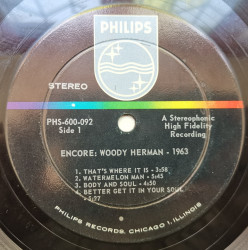 PHILIPS
STEREO
PHS-600-092
Side 1
A Stereophonic
High Fidelity
Recording
ENCORE: WOODY HERMAN - 1963
1. THAT'S WHERE IT IS - 3:58
2. WATERMELON MAN - 5:45
3. BODY AND SOUL - 4:50
4. BETTER GET IT IN YOUR SOUL
PHILIPS RECORDS, CHICAGO 1, ILLINOIS